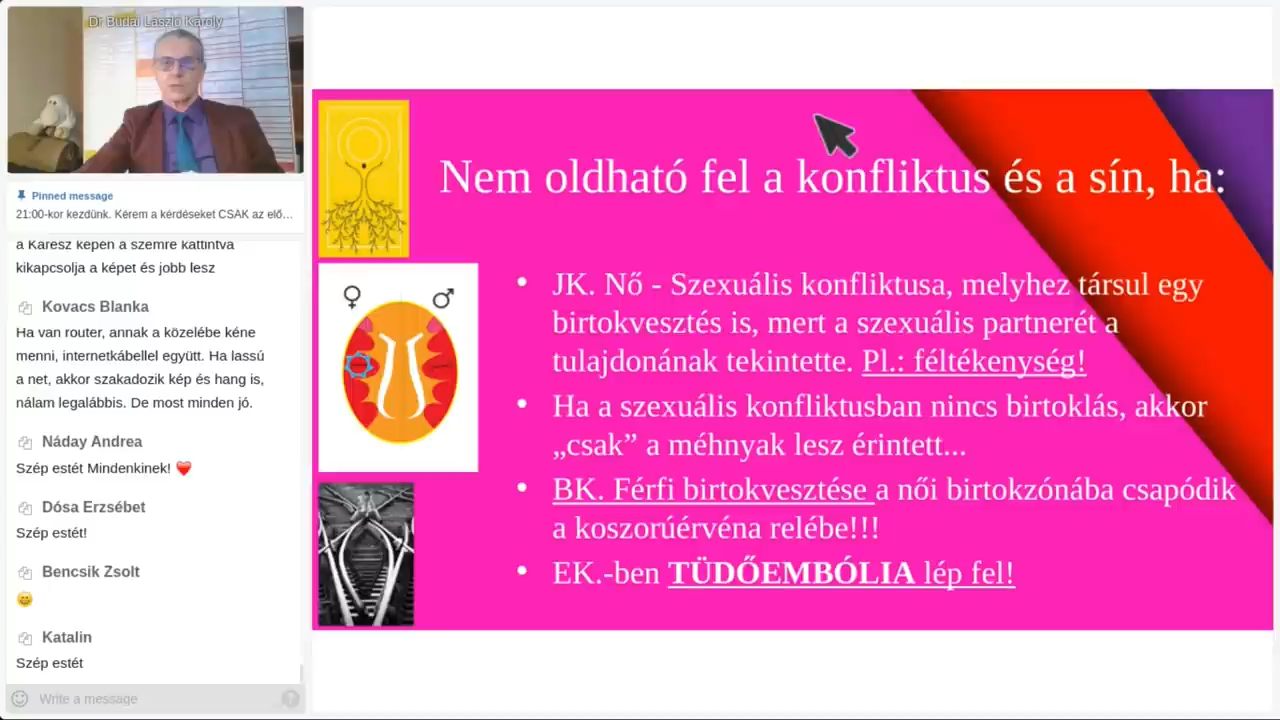 Dr Budai László Károly
Pinned message
21:00-kor kezdünk. Kérem a kérdéseket CSAK az elő...
a Karesz képen a szemre kattintva
kikapcsolja a képet és jobb lesz
Kovacs Blanka
Ha van router, annak a közelébe kéne
menni, internetkábellel együtt. Ha lassú
a net, akkor szakadozik kép és hang is,
nálam legalábbis. De most minden jó.
Náday Andrea
Szép estét Mindenkinek! ❤️
Dósa Erzsébet
Szép estét!
Bencsik Zsolt
😀
Katalin
Szép estét
Write a message
Nem oldható fel a konfliktus és a sín, ha:
• JK. Nő - Szexuális konfliktusa, melyhez társul egy
birtokvesztés is, mert a szexuális partnerét a
tulajdonának tekintette. Pl.: féltékenység!
• Ha a szexuális konfliktusban nincs birtoklás, akkor
„csak” a méhnyak lesz érintett...
• BK. Férfi birtokvesztése a női birtokzónába csapódik
a koszorúérvéna relébe!!!
• EK.-ben TÜDŐEMBÓLIA lép fel!